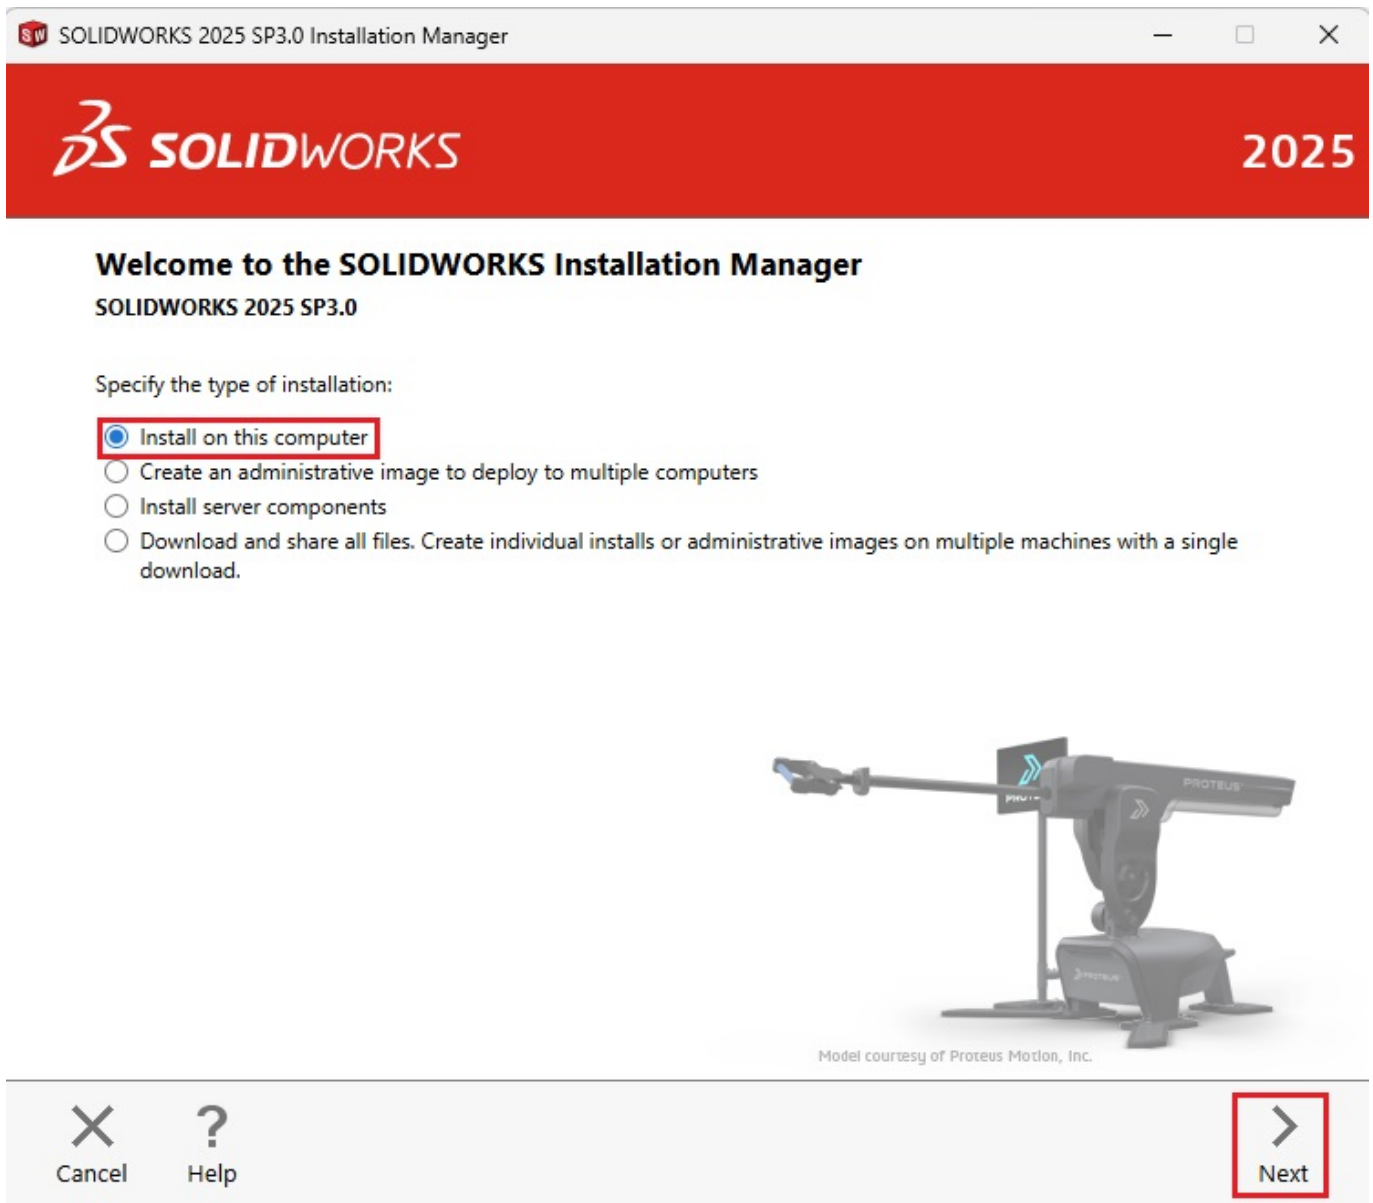 SW SOLIDWORKS 2025 SP3.0 Installation Manager
3S SOLIDWORKS 2025
Welcome to the SOLIDWORKS Installation Manager
SOLIDWORKS 2025 SP3.0
Specify the type of installation:
Install on this computer
Create an administrative image to deploy to multiple computers
Install server components
Download and share all files. Create individual installs or administrative images on multiple machines with a single
download.
PROTEUS
PROTEUS
Model courtesy of Proteus Motion, Inc.
? 
Cancel Help Next